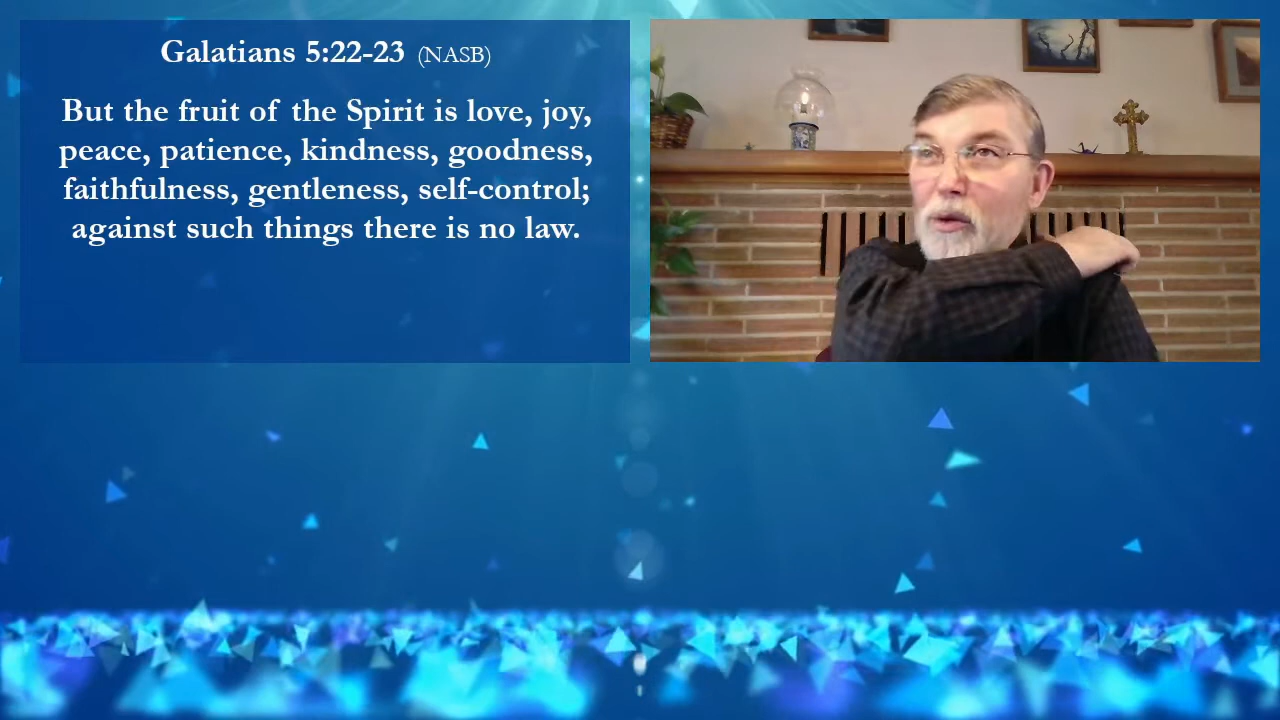 Galatians 5:22-23 (NASB)
But the fruit of the Spirit is love, joy,
peace, patience, kindness, goodness,
faithfulness, gentleness, self-control;
against such things there is no law.